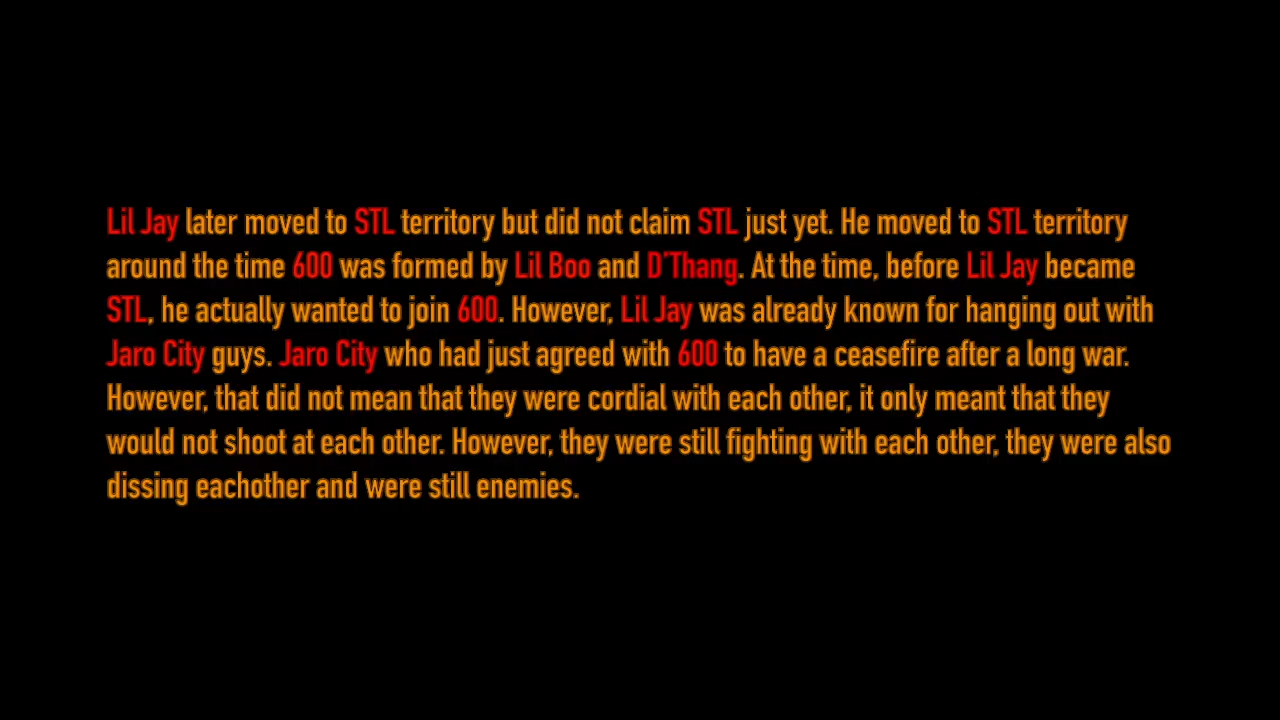 Lil Jay later moved to STL territory but did not claim STL just yet. He moved to STL territory
around the time 600 was formed by Lil Boo and D'Thang. At the time, before Lil Jay became
STL, he actually wanted to join 600. However, Lil Jay was already known for hanging out with
Jaro City guys. Jaro City who had just agreed with 600 to have a ceasefire after a long war.
However, that did not mean that they were cordial with each other, it only meant that they
would not shoot at each other. However, they were still fighting with each other, they were also
dissing eachother and were still enemies.